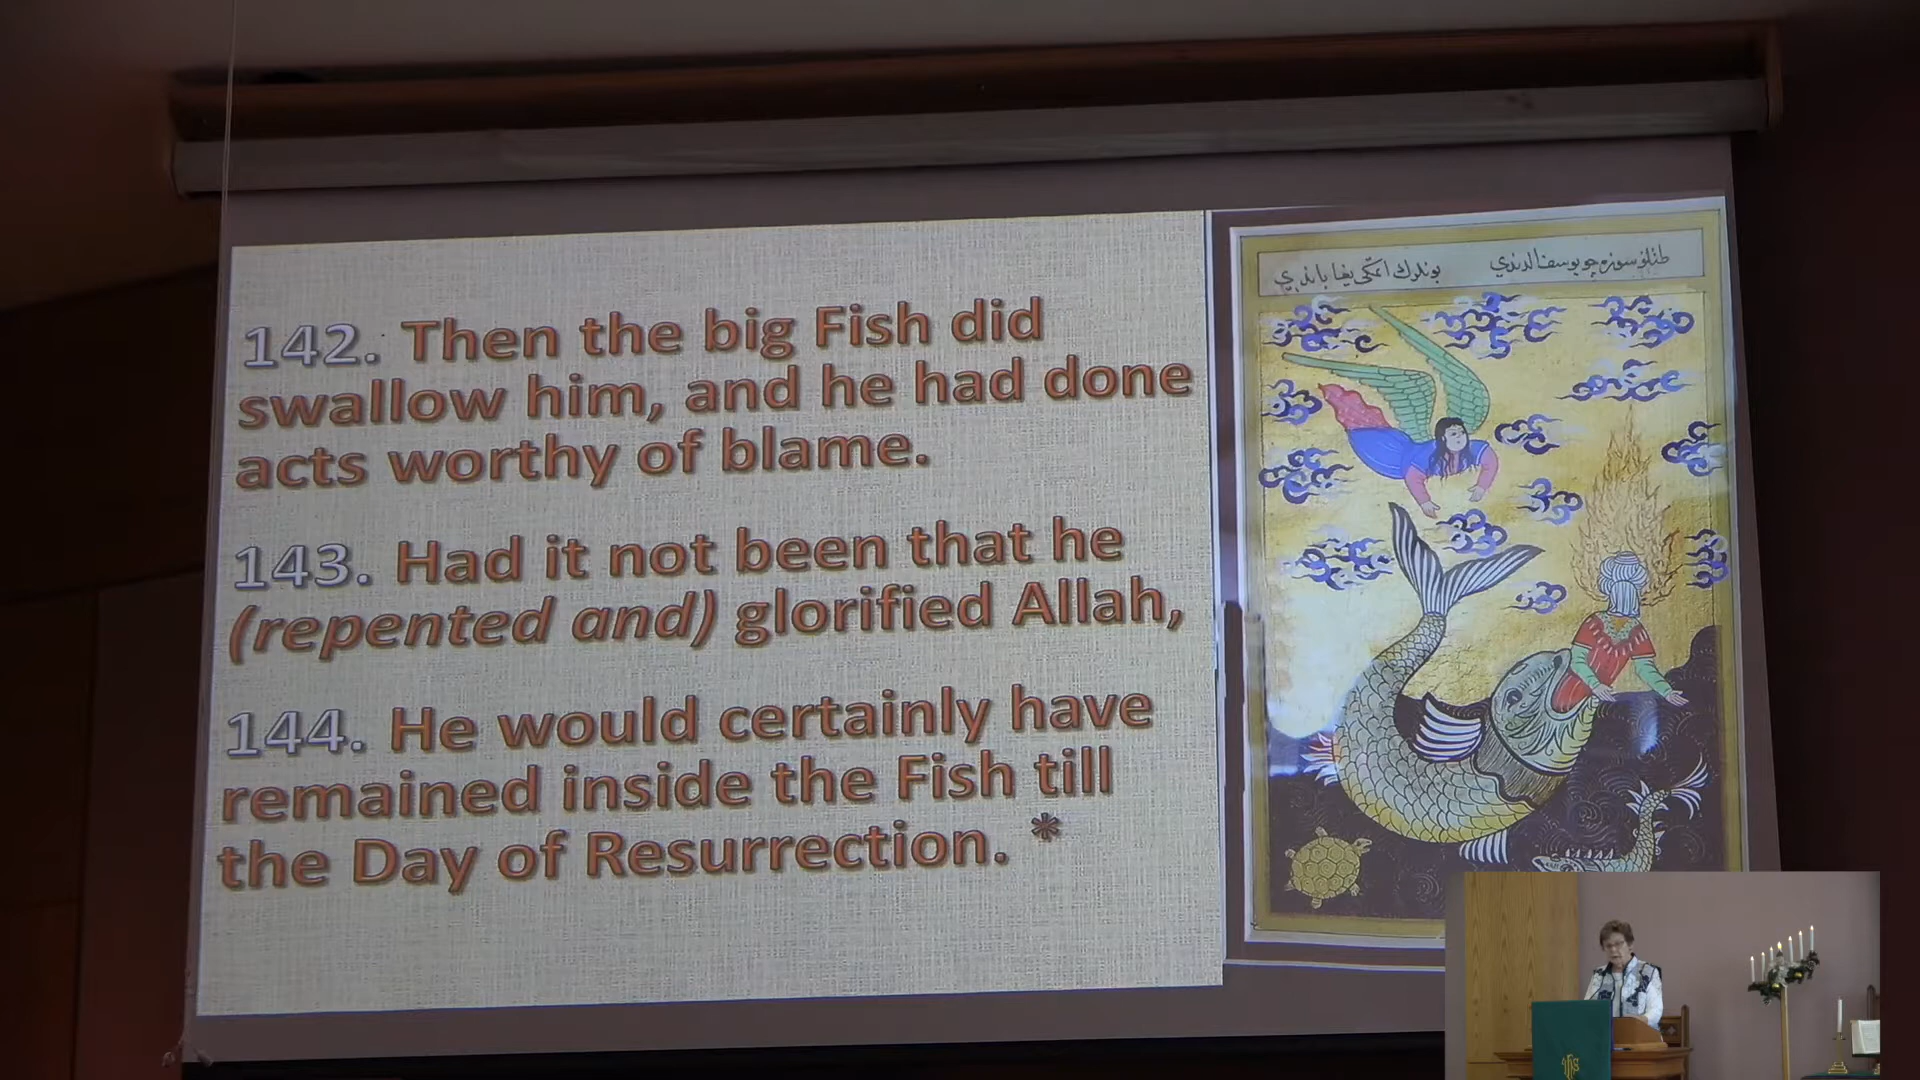 142. Then the big Fish did
swallow him, and he had done
acts worthy of blame.
143. Had it not been that he
(repented and) glorified Allah,
144. He would certainly have
remained inside the Fish till
the Day of Resurrection. *